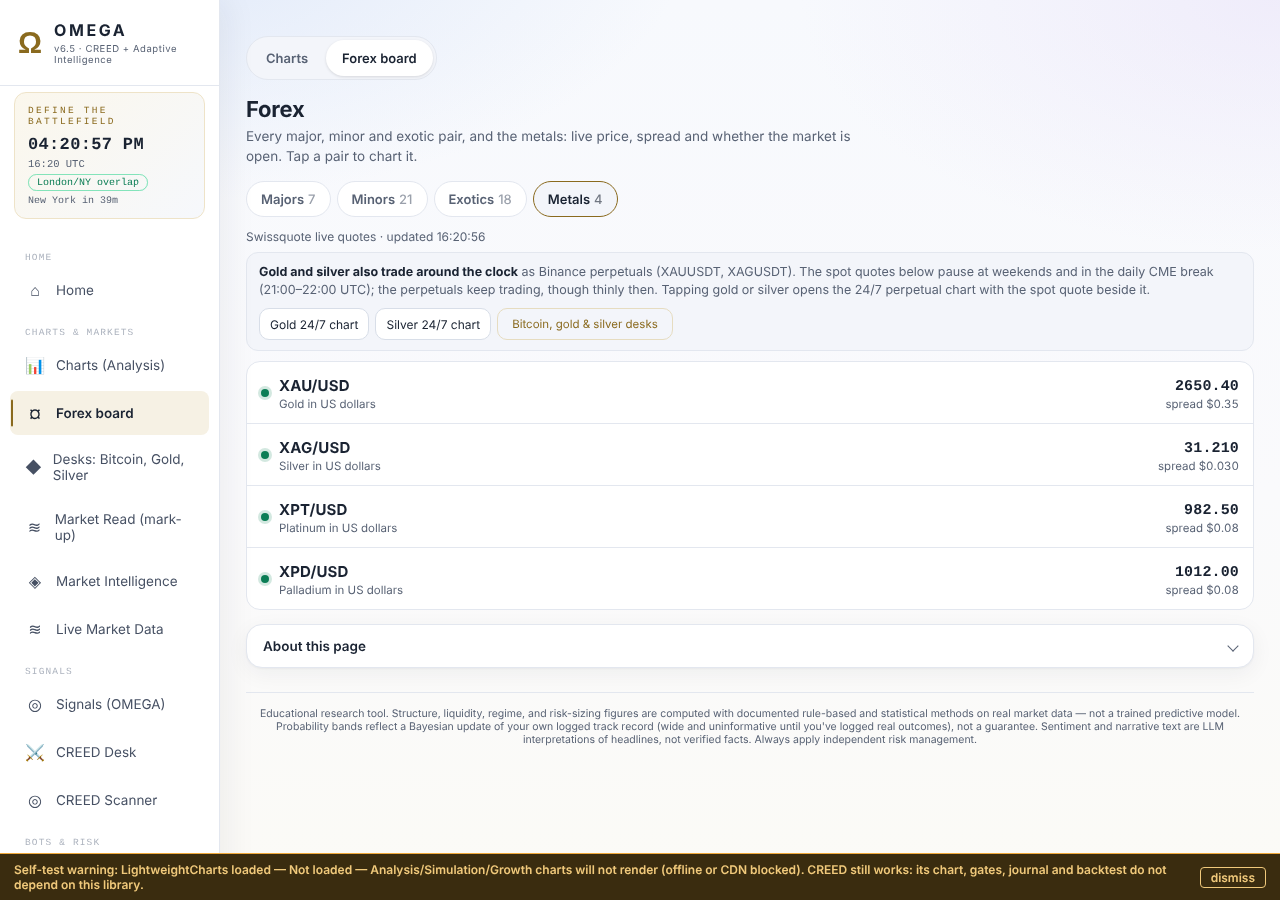 Ω
OMEGA
v6.5 · CREED + Adaptive
Intelligence
DEFINE THE
BATTLEFIELD
04:20:57 PM
16:20 UTC
London/NY overlap
New York in 39m
HOME
⌂ Home
CHARTS & MARKETS
📊 Charts (Analysis)
¤ Forex board
◆ Desks: Bitcoin, Gold,
Silver
≋ Market Read (mark-
up)
◈ Market Intelligence
≋ Live Market Data
SIGNALS
◎ Signals (OMEGA)
⚔️ CREED Desk
◎ CREED Scanner
BOTS & RISK
Charts Forex board
Forex
Every major, minor and exotic pair, and the metals: live price, spread and whether the market is
open. Tap a pair to chart it.
Majors 7 Minors 21 Exotics 18 Metals 4
Swissquote live quotes · updated 16:20:56
Gold and silver also trade around the clock as Binance perpetuals (XAUUSDT, XAGUSDT). The spot quotes below pause at weekends and in the daily CME break
(21:00–22:00 UTC); the perpetuals keep trading, though thinly then. Tapping gold or silver opens the 24/7 perpetual chart with the spot quote beside it.
Gold 24/7 chart Silver 24/7 chart Bitcoin, gold & silver desks
XAU/USD 2650.40
Gold in US dollars spread $0.35
XAG/USD 31.210
Silver in US dollars spread $0.030
XPT/USD 982.50
Platinum in US dollars spread $0.08
XPD/USD 1012.00
Palladium in US dollars spread $0.08
About this page
Educational research tool. Structure, liquidity, regime, and risk-sizing figures are computed with documented rule-based and statistical methods on real market data — not a trained predictive model.
Probability bands reflect a Bayesian update of your own logged track record (wide and uninformative until you've logged real outcomes), not a guarantee. Sentiment and narrative text are LLM
interpretations of headlines, not verified facts. Always apply independent risk management.
Self-test warning: LightweightCharts loaded — Not loaded — Analysis/Simulation/Growth charts will not render (offline or CDN blocked). CREED still works: its chart, gates, journal and backtest do not
depend on this library.
dismiss